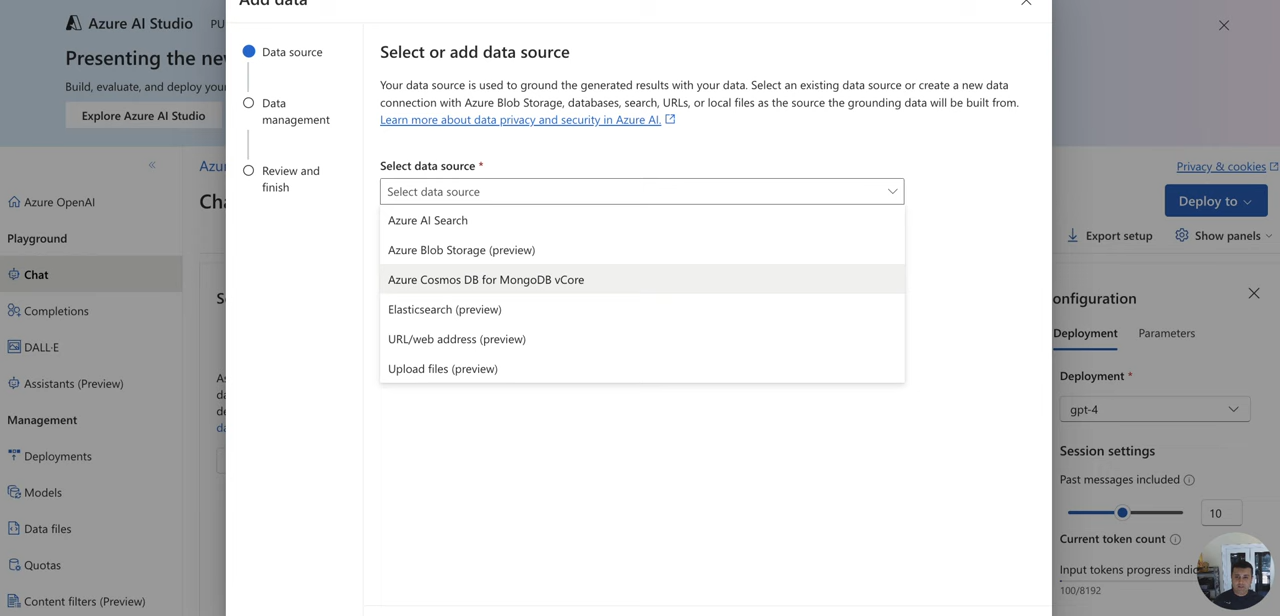 Add data
Azure AI Studio PU
Presenting the nev
Build, evaluate, and deploy your
Explore Azure AI Studio
Data source
Data
management
Review and
finish
Select or add data source
Your data source is used to ground the generated results with your data. Select an existing data source or create a new data
connection with Azure Blob Storage, databases, search, URLs, or local files as the source the grounding data will be built from.
Learn more about data privacy and security in Azure AI.
Select data source *
Select data source
Azure AI Search
Azure Blob Storage (preview)
Azure Cosmos DB for MongoDB vCore
Elasticsearch (preview)
URL/web address (preview)
Upload files (preview)
Azur
Cha
Azure OpenAI
Playground
Chat
Completions
DALL·E
Assistants (Preview)
Management
Deployments
Models
Data files
Quotas
Content filters (Preview)
Privacy & cookies
Deploy to
Export setup
Show panels
onfiguration
Deployment
Parameters
Deployment *
gpt-4
Session settings
Past messages included
10
Current token count
Input tokens progress indic
100/8192